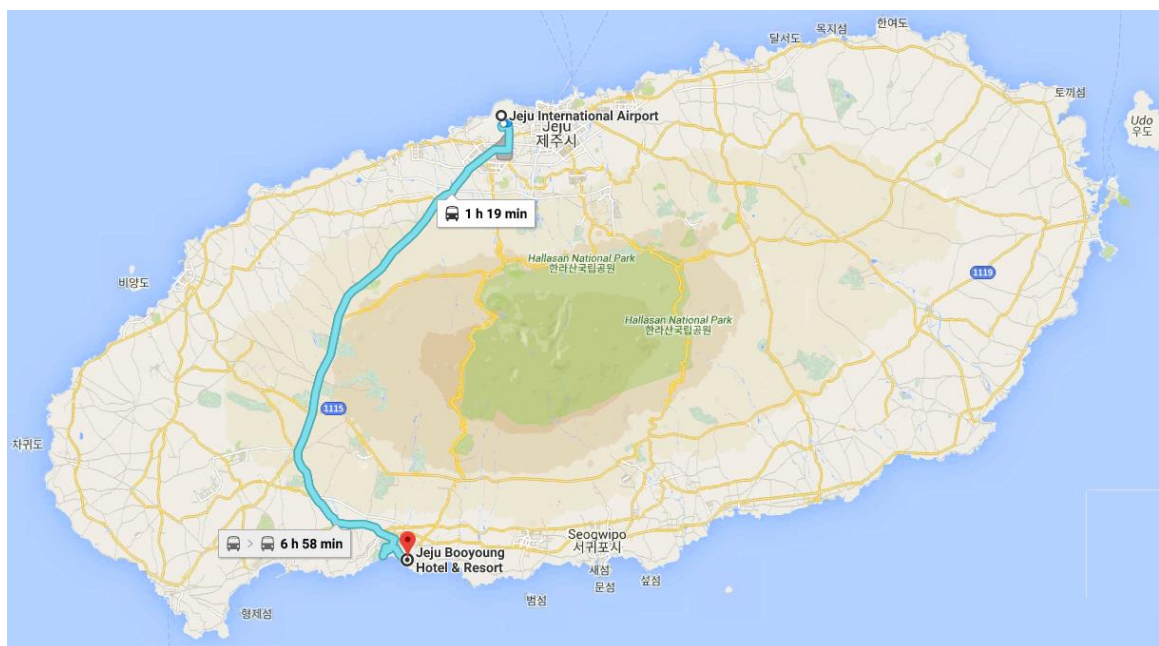 한여도
목지섬
달서도
토끼섬
Udo
우도
Jeju International Airport
Jeju
제주시
1 h 19 min
Hallasan National Park
한라산국립공원
1119
비양도
Hallasan National Park
한라산국립공원
1115
차귀도
6 h 58 min
Seogwipo
서귀포시
Jeju Booyoung
Hotel & Resort
새섬
문섬
섶섬
범섬
형제섬